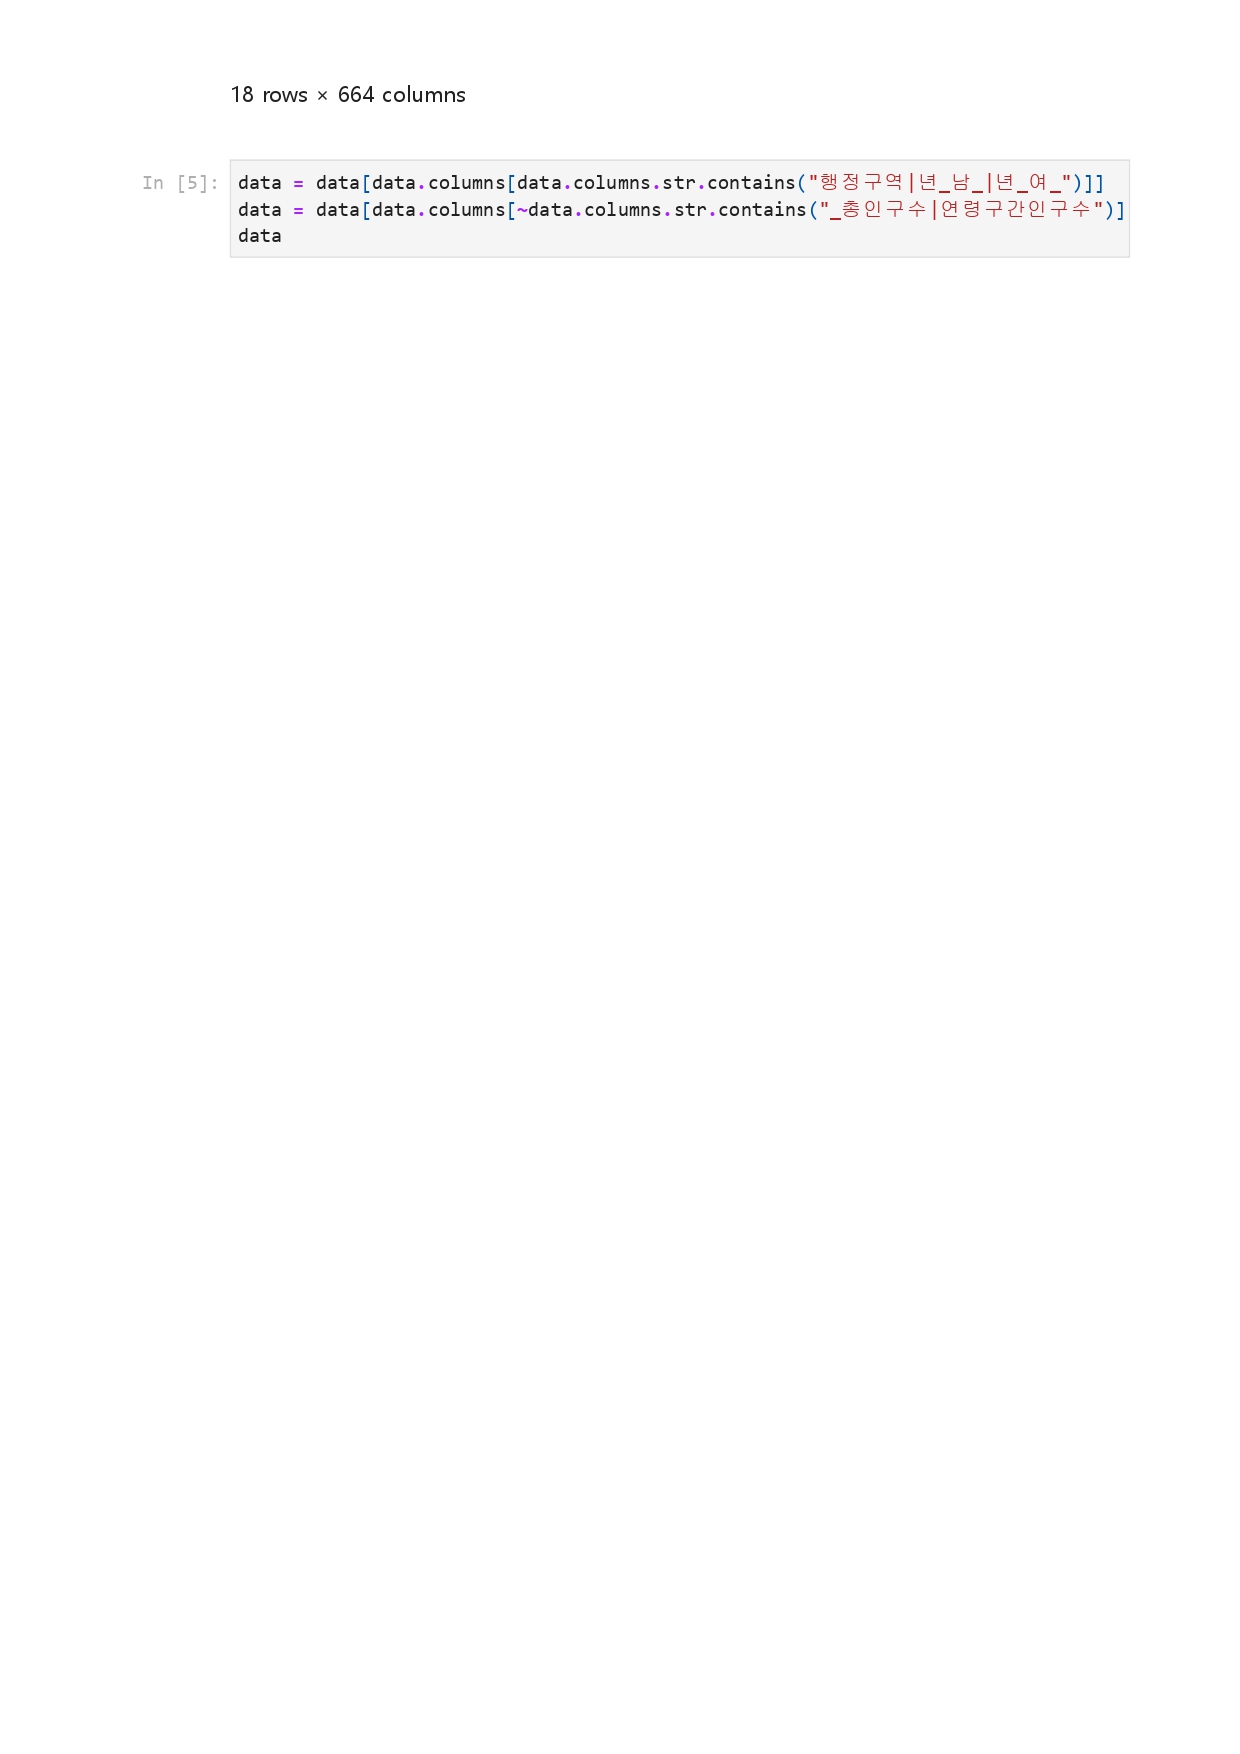 18 rows × 664 columns
In [5]: data = data[data.columns[data.columns.str.contains("행정구역|년_남_|년_여_")]]
data = data[data.columns[~data.columns.str.contains("_총인구수|연령구간인구수")]
data